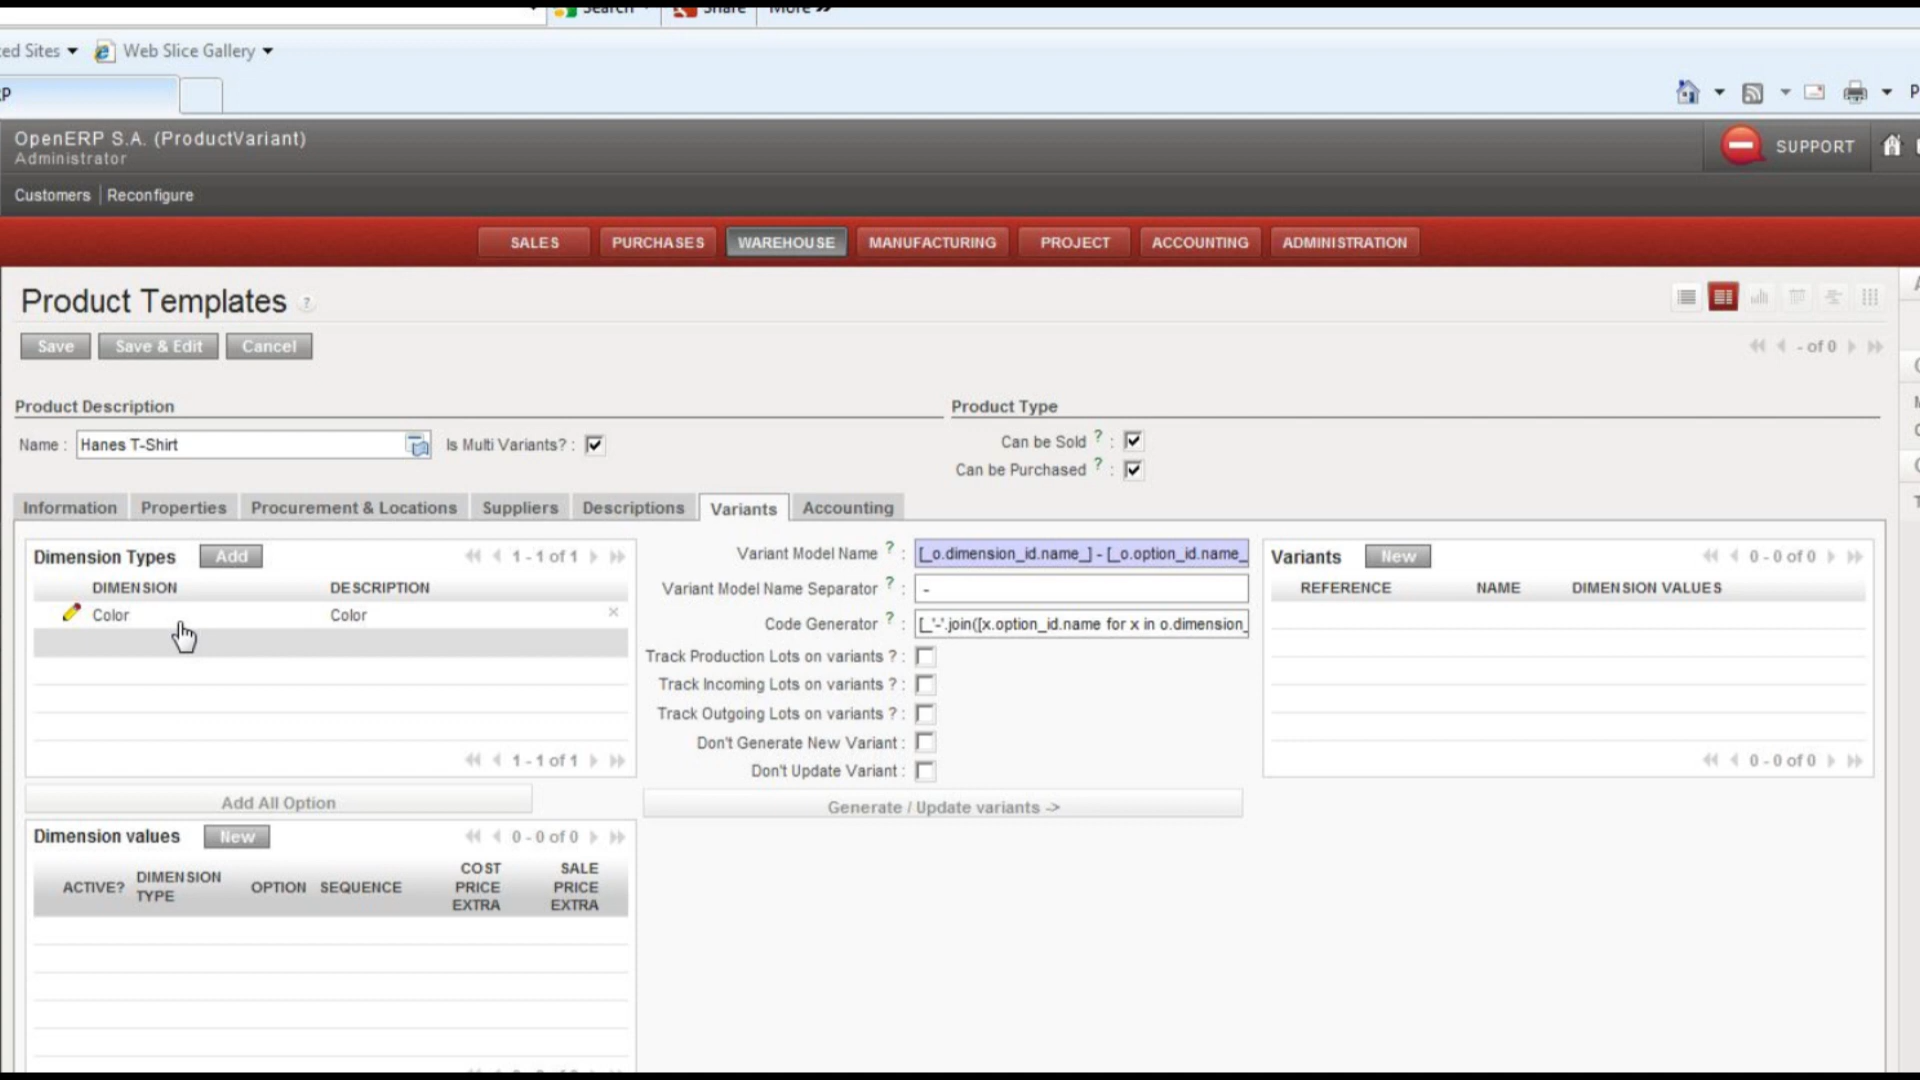 Search
Share
More
ed Sites
Web Slice Gallery
P
P
OpenERP S.A. (ProductVariant)
Administrator
SUPPORT
Customers | Reconfigure
SALES
PURCHASES
WAREHOUSE
MANUFACTURING
PROJECT
ACCOUNTING
ADMINISTRATION
Product Templates ?
Save
Save & Edit
Cancel
- of 0
Product Description
Product Type
Name :
Hanes T-Shirt
Is Multi Variants? :
Can be Sold ? :
Can be Purchased ? :
Information
Properties
Procurement & Locations
Suppliers
Descriptions
Variants
Accounting
Dimension Types
Add
1 - 1 of 1
DIMENSION
DESCRIPTION
Color
Color
1 - 1 of 1
Add All Option
Dimension values
New
0 - 0 of 0
ACTIVE?
DIMENSION TYPE
OPTION
SEQUENCE
COST PRICE EXTRA
SALE PRICE EXTRA
Variant Model Name ? :
[_o.dimension_id.name_] - [_o.option_id.name_
Variant Model Name Separator ? :
-
Code Generator ? :
[_'-'.join([x.option_id.name for x in o.dimension_
Track Production Lots on variants ? :
Track Incoming Lots on variants ? :
Track Outgoing Lots on variants ? :
Don't Generate New Variant :
Don't Update Variant :
Generate / Update variants ->
Variants
New
0 - 0 of 0
REFERENCE
NAME
DIMENSION VALUES
0 - 0 of 0